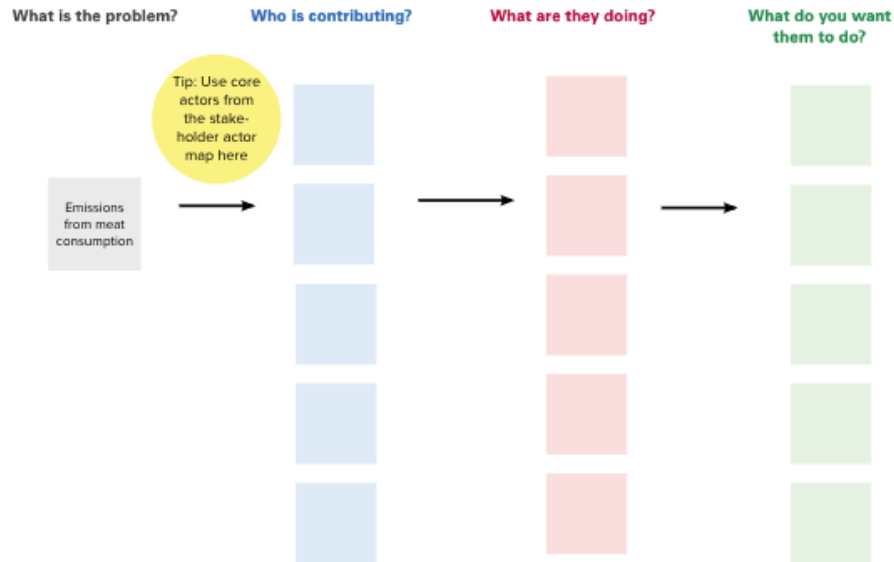 What is the problem?
Who is contributing?
What are they doing?
What do you want
them to do?
Tip: Use core
actors from
the stake-
holder actor
map here
Emissions
from meat
consumption